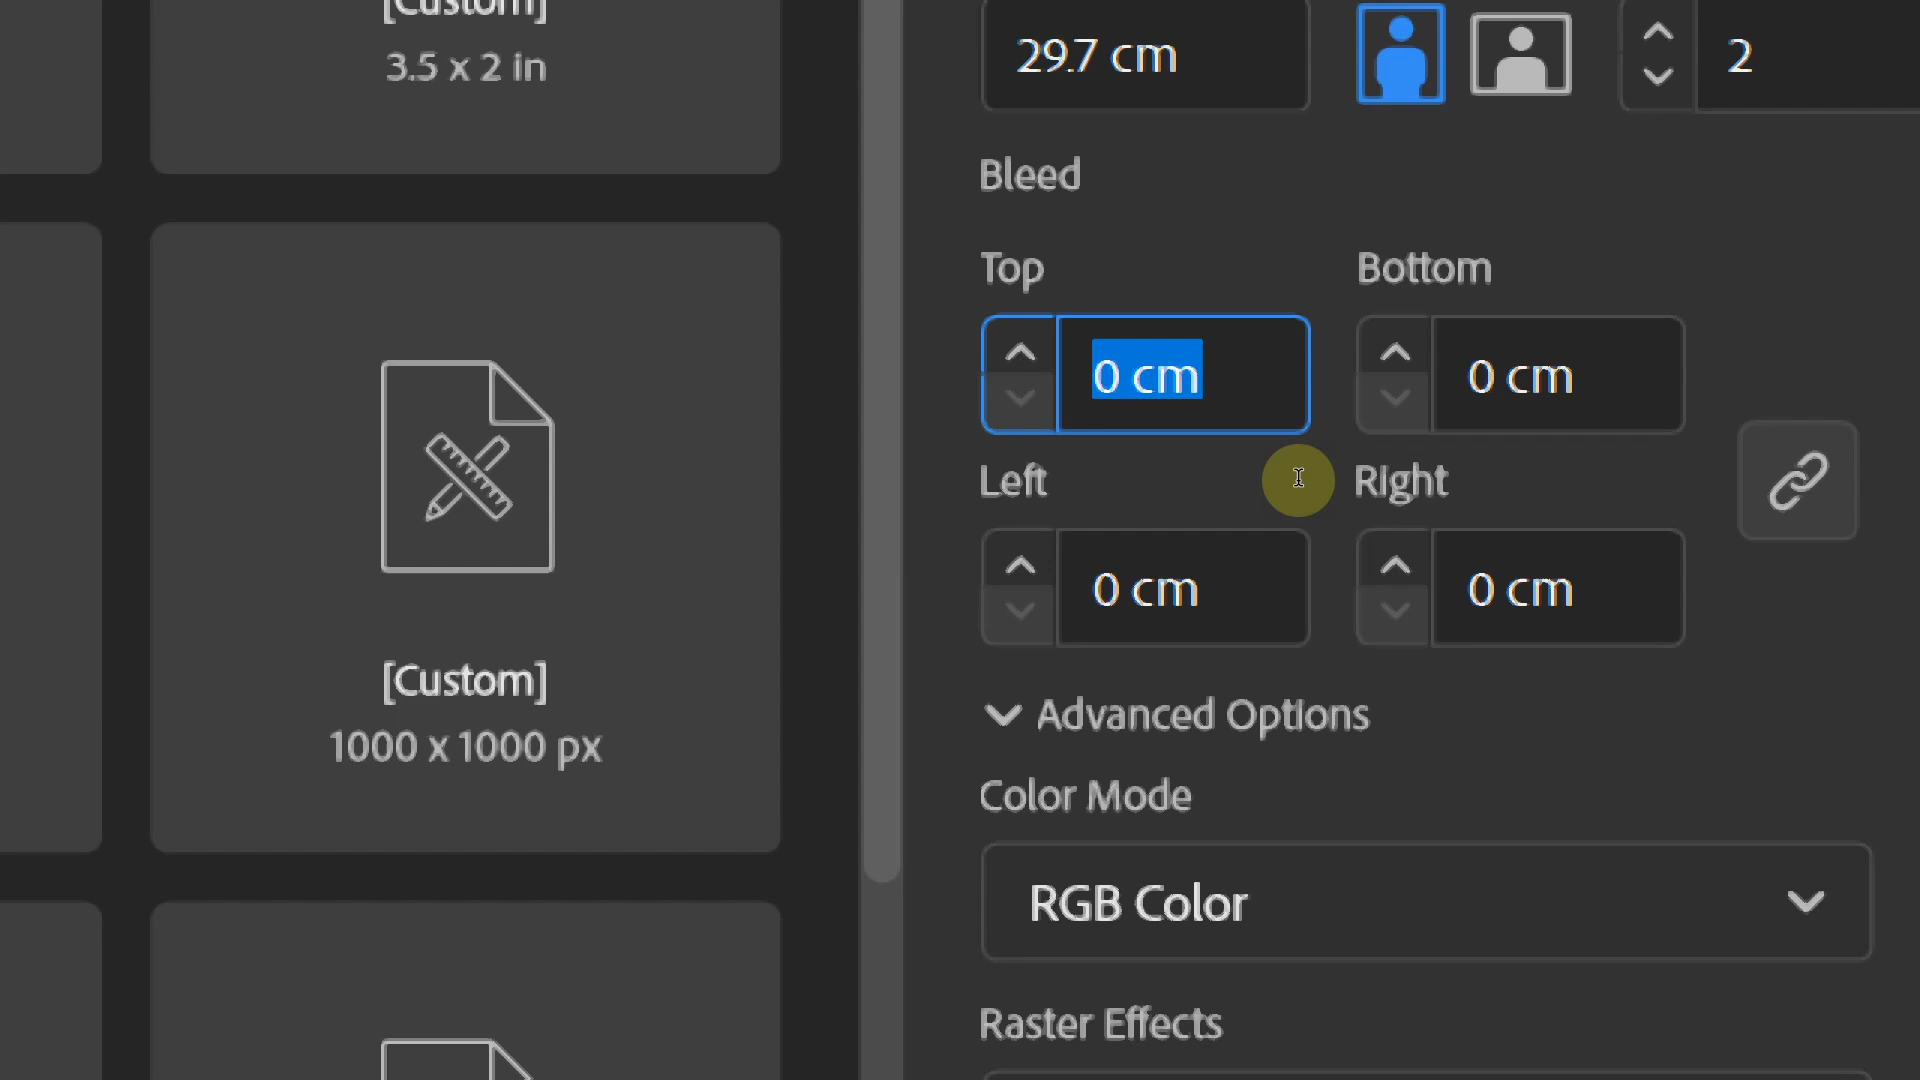 [Custom]
3.5 x 2 in
[Custom]
1000 x 1000 px
29.7 cm
2
Bleed
Top
Bottom
0 cm
0 cm
Left
Right
0 cm
0 cm
Advanced Options
Color Mode
RGB Color
Raster Effects